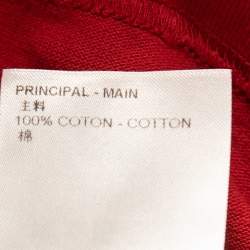 PRINCIPAL - MAIN
主料
100% COTON - COTTON
棉